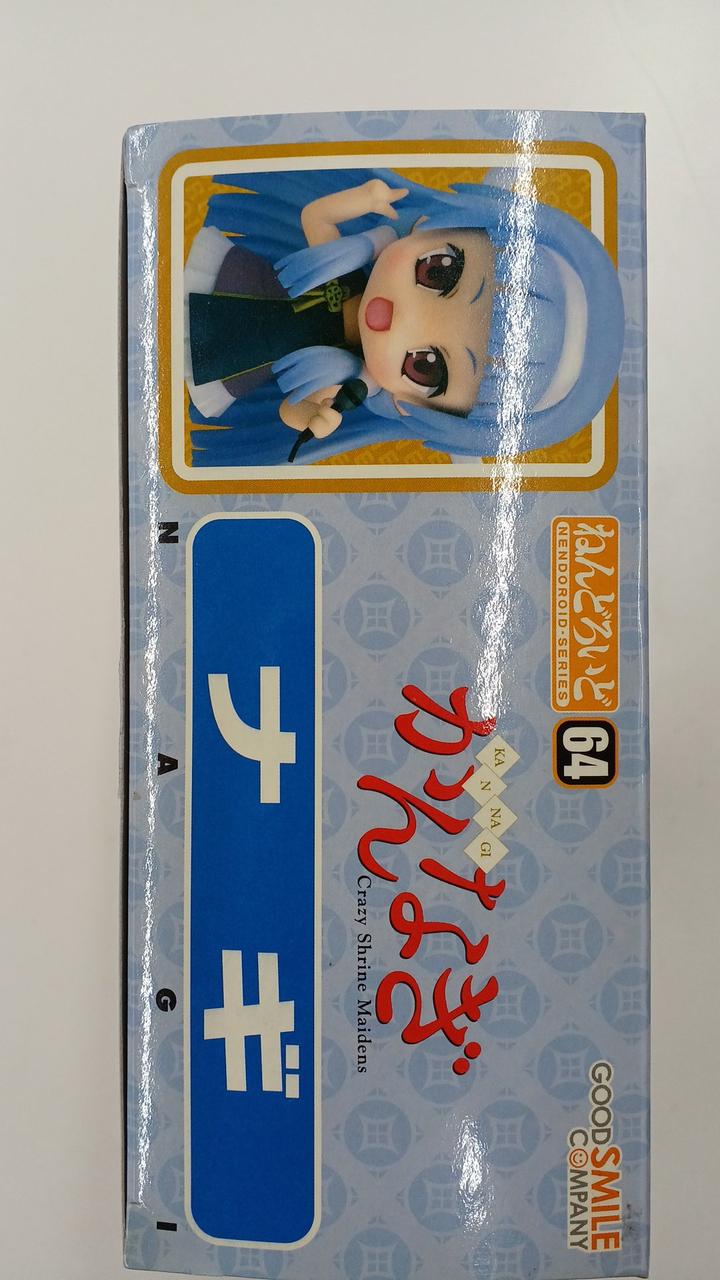 ねんどろいど
NENDOROID・SERIES
64
GOOD SMILE
COMPANY
かんなぎ
KA N NA GI
Crazy Shrine Maidens
ナギ
NAGI